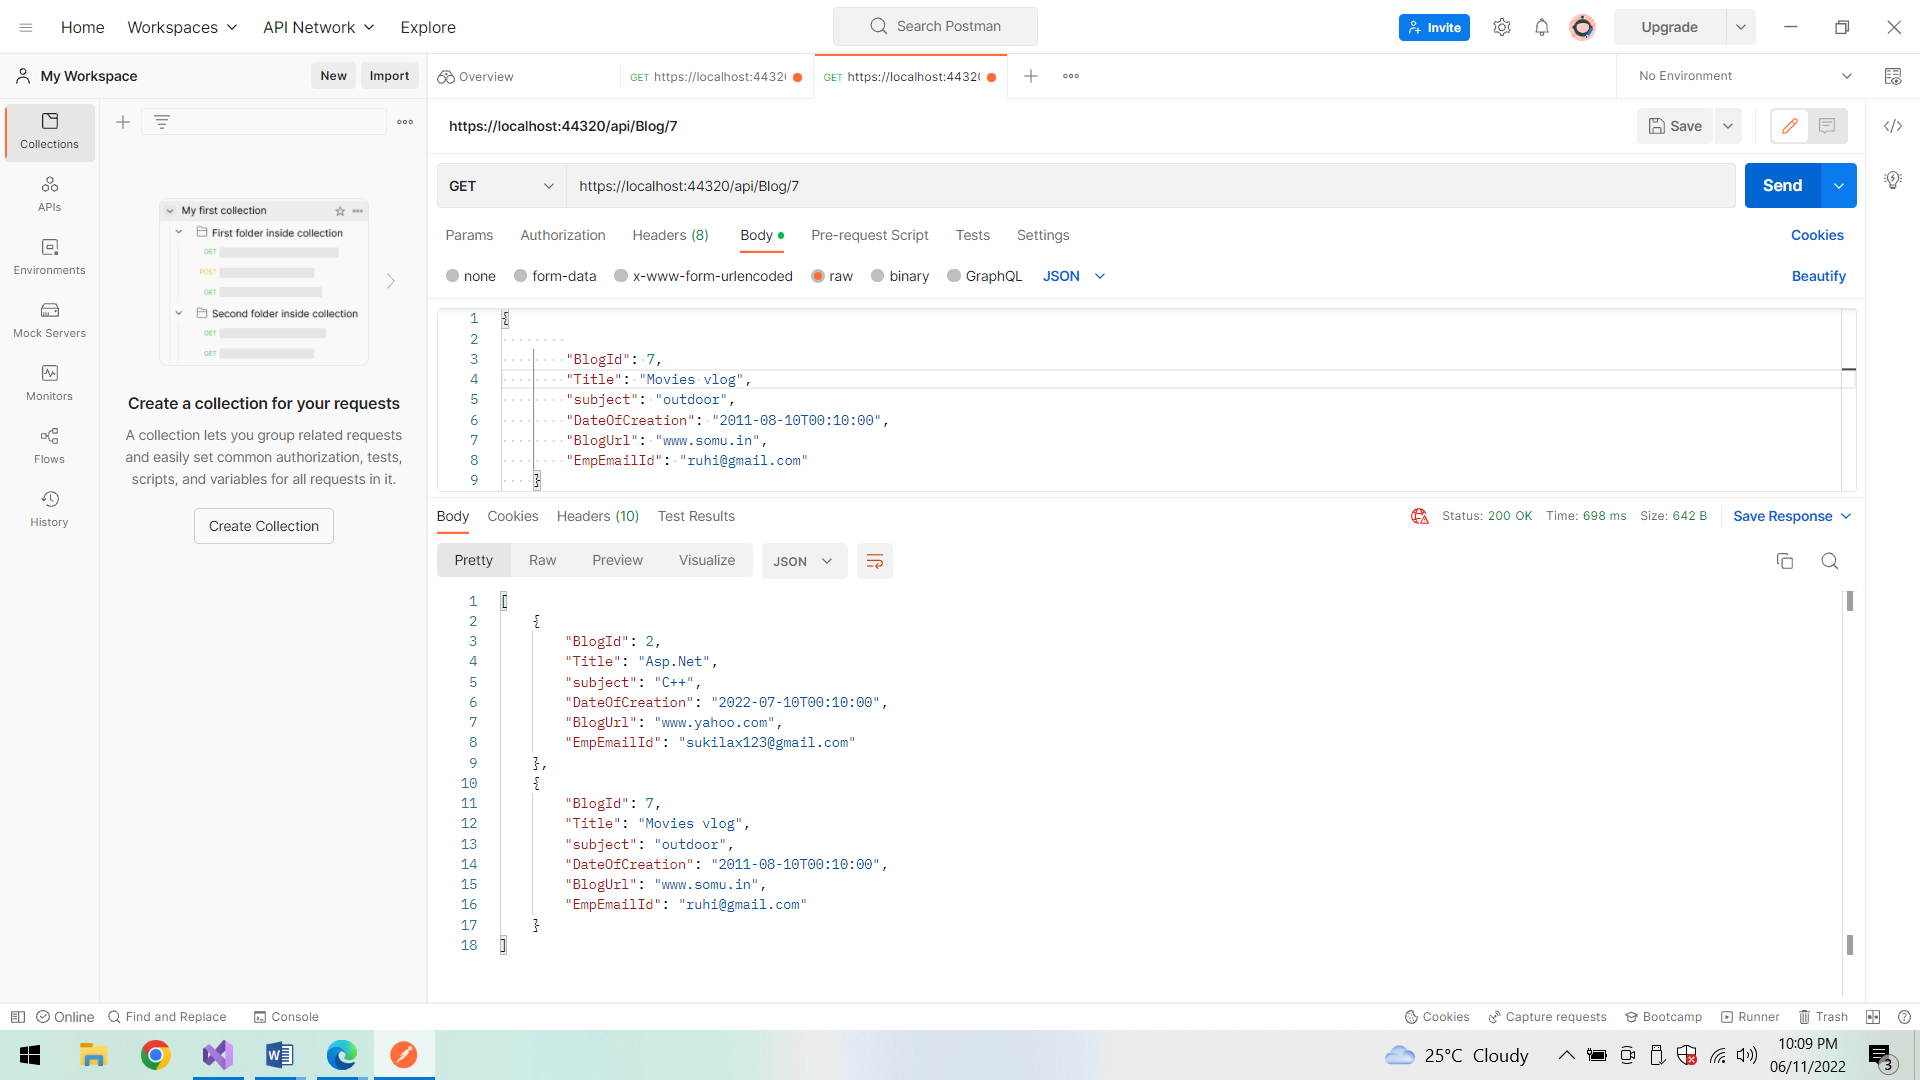 Home Workspaces API Network Explore Search Postman Invite Upgrade
My Workspace New Import Overview GET https://localhost:4432 GET https://localhost:4432 No Environment
Collections
APIs
Environments
Mock Servers
Monitors
Flows
History
My first collection
First folder inside collection
GET
POST
GET
Second folder inside collection
GET
GET
Create a collection for your requests
A collection lets you group related requests
and easily set common authorization, tests,
scripts, and variables for all requests in it.
Create Collection
https://localhost:44320/api/Blog/7 Save
GET https://localhost:44320/api/Blog/7 Send
Params Authorization Headers (8) Body Pre-request Script Tests Settings Cookies
none form-data x-www-form-urlencoded raw binary GraphQL JSON Beautify
1 {
2
3 "BlogId": 7,
4 "Title": "Movies vlog",
5 "subject": "outdoor",
6 "DateOfCreation": "2011-08-10T00:10:00",
7 "BlogUrl": "www.somu.in",
8 "EmpEmailId": "ruhi@gmail.com"
9 }
Body Cookies Headers (10) Test Results Status: 200 OK Time: 698 ms Size: 642 B Save Response
Pretty Raw Preview Visualize JSON
1 [
2 {
3 "BlogId": 2,
4 "Title": "Asp.Net",
5 "subject": "C++",
6 "DateOfCreation": "2022-07-10T00:10:00",
7 "BlogUrl": "www.yahoo.com",
8 "EmpEmailId": "sukilax123@gmail.com"
9 },
10 {
11 "BlogId": 7,
12 "Title": "Movies vlog",
13 "subject": "outdoor",
14 "DateOfCreation": "2011-08-10T00:10:00",
15 "BlogUrl": "www.somu.in",
16 "EmpEmailId": "ruhi@gmail.com"
17 }
18 ]
Online Find and Replace Console Cookies Capture requests Bootcamp Runner Trash
25°C Cloudy 10:09 PM
06/11/2022 3